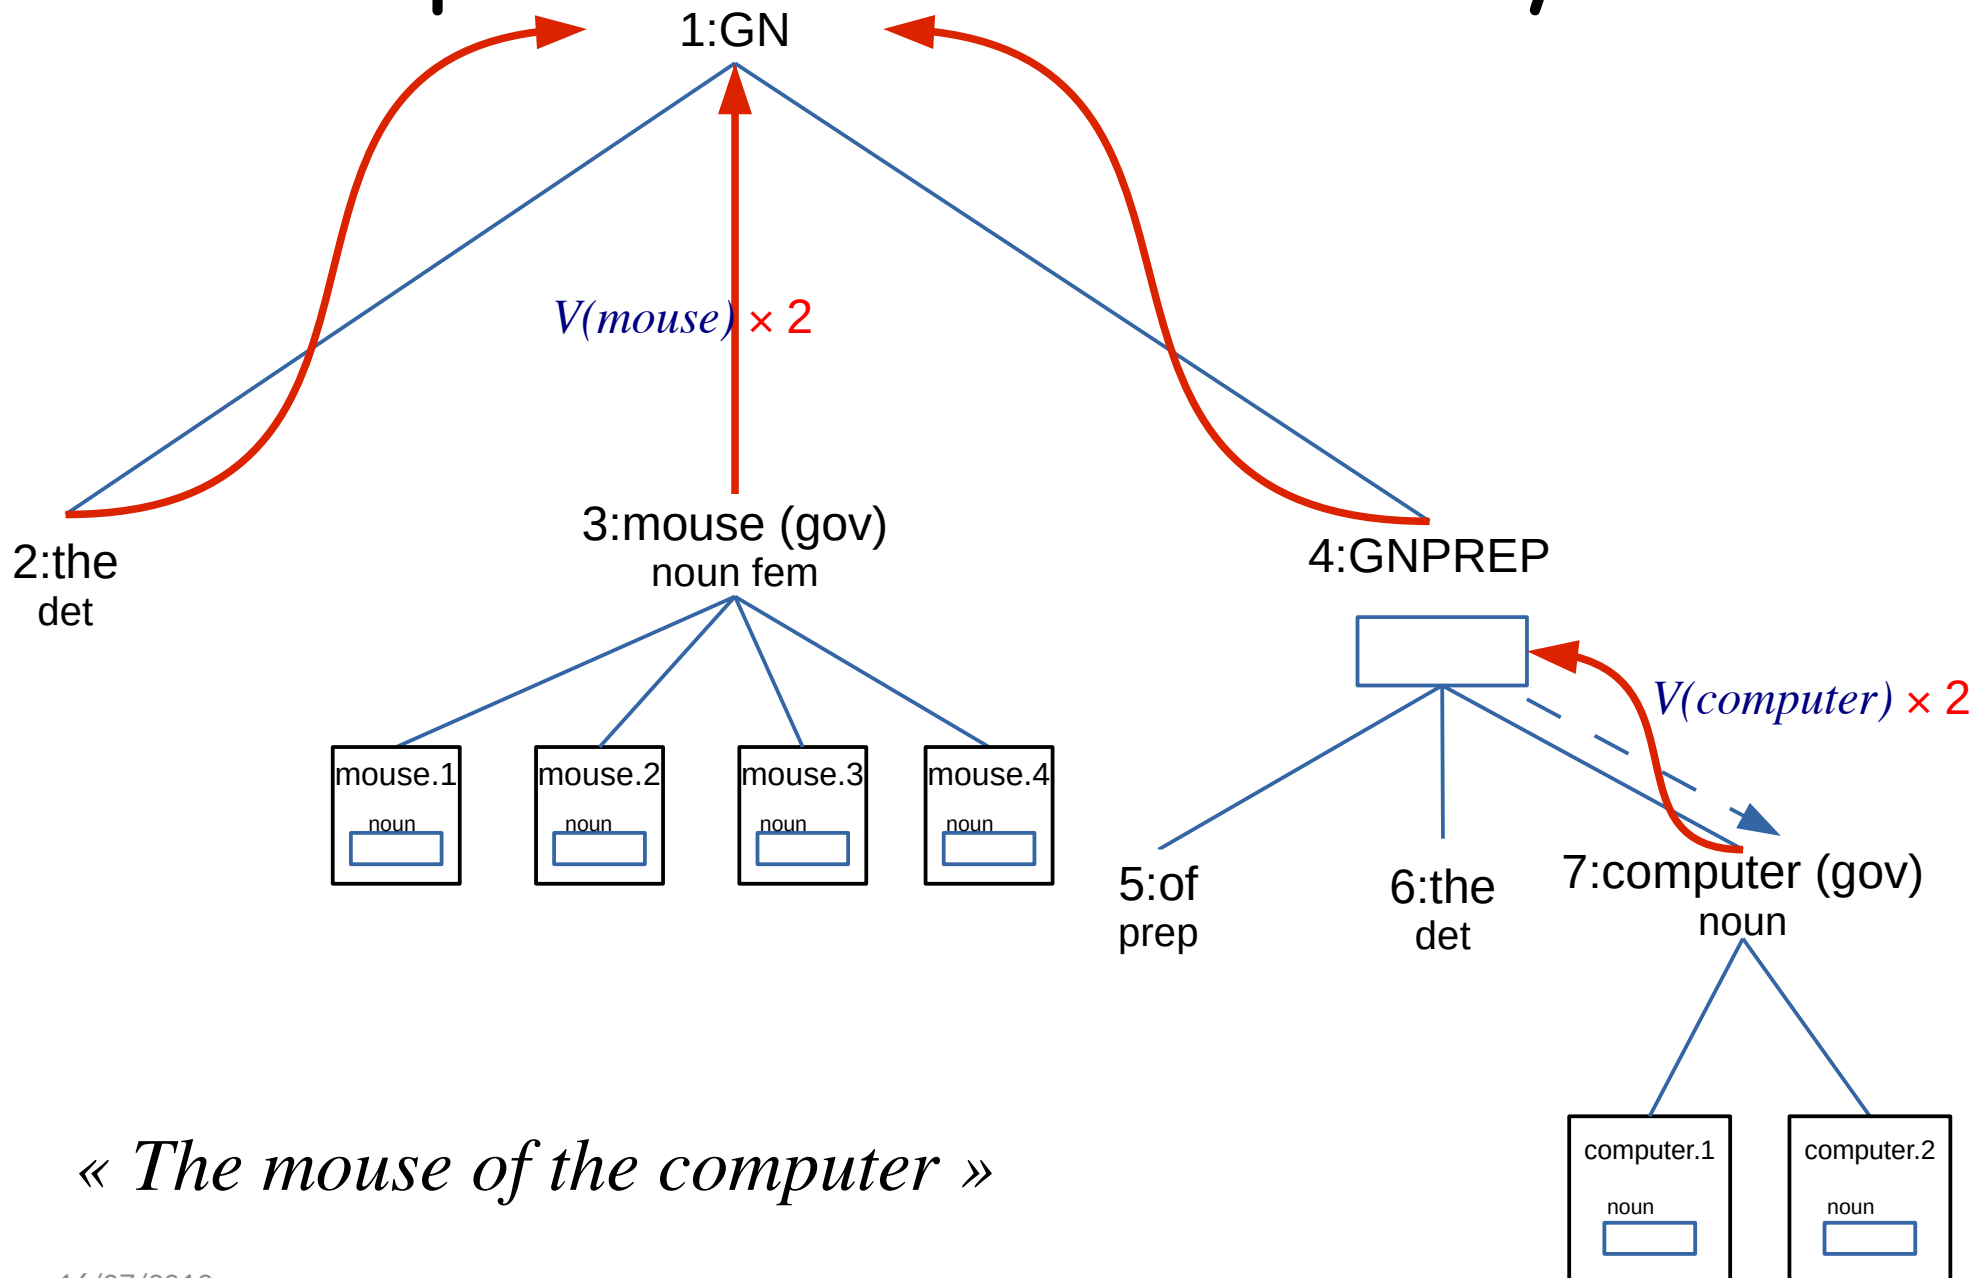 1:GN
V(mouse) × 2
3:mouse (gov)
noun fem
2:the
det
4:GNPREP
V(computer) × 2
mouse.1
noun
mouse.2
noun
mouse.3
noun
mouse.4
noun
5:of
prep
6:the
det
7:computer (gov)
noun
computer.1
noun
computer.2
noun
« The mouse of the computer »